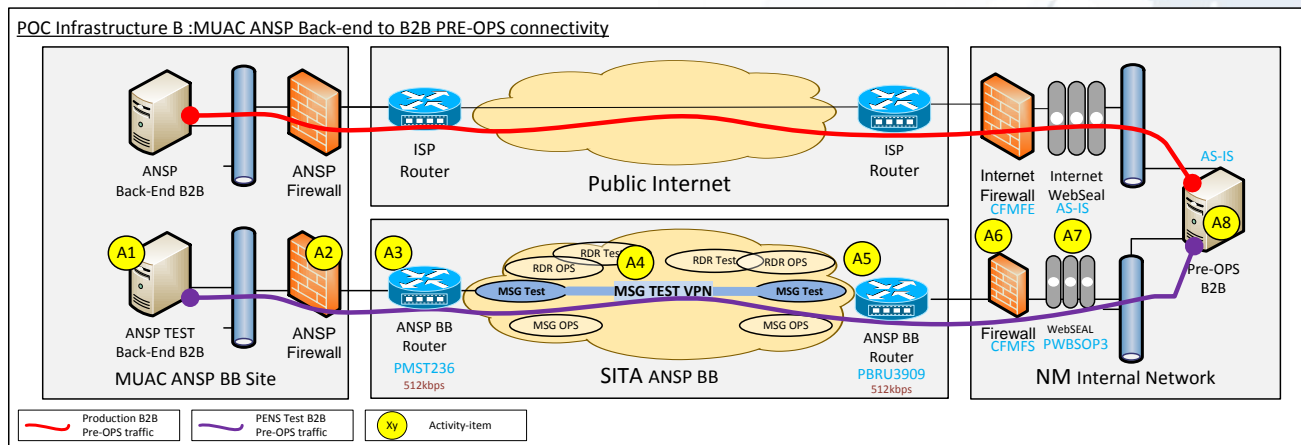 POC Infrastructure B :MUAC ANSP Back-end to B2B PRE-OPS connectivity
ANSP
Back-End B2B
ANSP
Firewall
ISP
Router
Public Internet
ISP
Router
Internet
Firewall
CFMFE
Internet
WebSeal
AS-IS
AS-IS
A1
A2
A3
A4
A5
A6
A7
A8
RDR Test
RDR OPS
RDR Test
RDR OPS
MSG Test
MSG TEST VPN
MSG Test
MSG OPS
MSG OPS
Pre-OPS
B2B
ANSP TEST
Back-End B2B
ANSP
Firewall
ANSP BB
Router
PMST236
512kbps
ANSP BB
Router
PBRU3909
512kbps
Firewall
CFMFS
WebSEAL
PWBSOP3
MUAC ANSP BB Site
SITA ANSP BB
NM Internal Network
Production B2B
Pre-OPS traffic
PENS Test B2B
Pre-OPS traffic
Xy
Activity-item